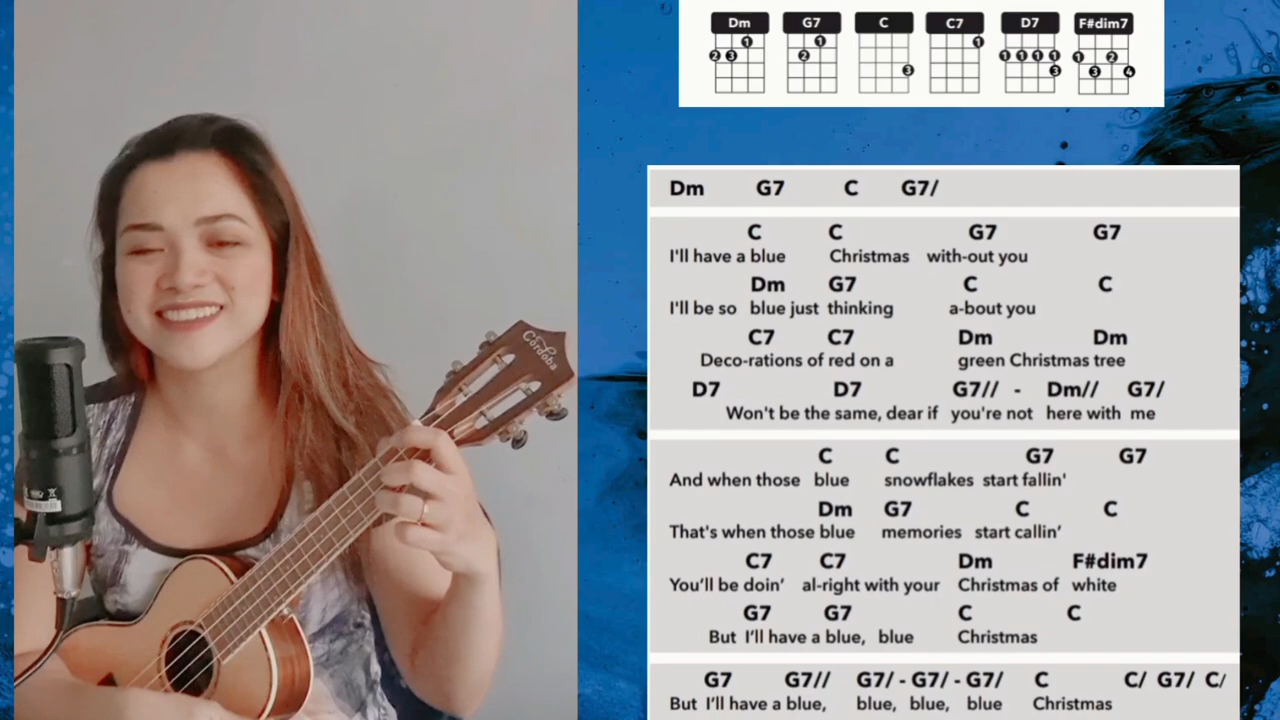 Dm G7 C C7 D7 F#dim7
Cordoba
Dm G7 C G7/
C C G7 G7
I'll have a blue Christmas with-out you
Dm G7 C C
I'll be so blue just thinking a-bout you
C7 C7 Dm Dm
Deco-rations of red on a green Christmas tree
D7 D7 G7// - Dm// G7/
Won't be the same, dear if you're not here with me
C C G7 G7
And when those blue snowflakes start fallin'
Dm G7 C C
That's when those blue memories start callin'
C7 C7 Dm F#dim7
You'll be doin' al-right with your Christmas of white
G7 G7 C C
But I'll have a blue, blue Christmas
G7 G7// G7/ - G7/ - G7/ C C/ G7/ C/
But I'll have a blue, blue, blue, blue Christmas